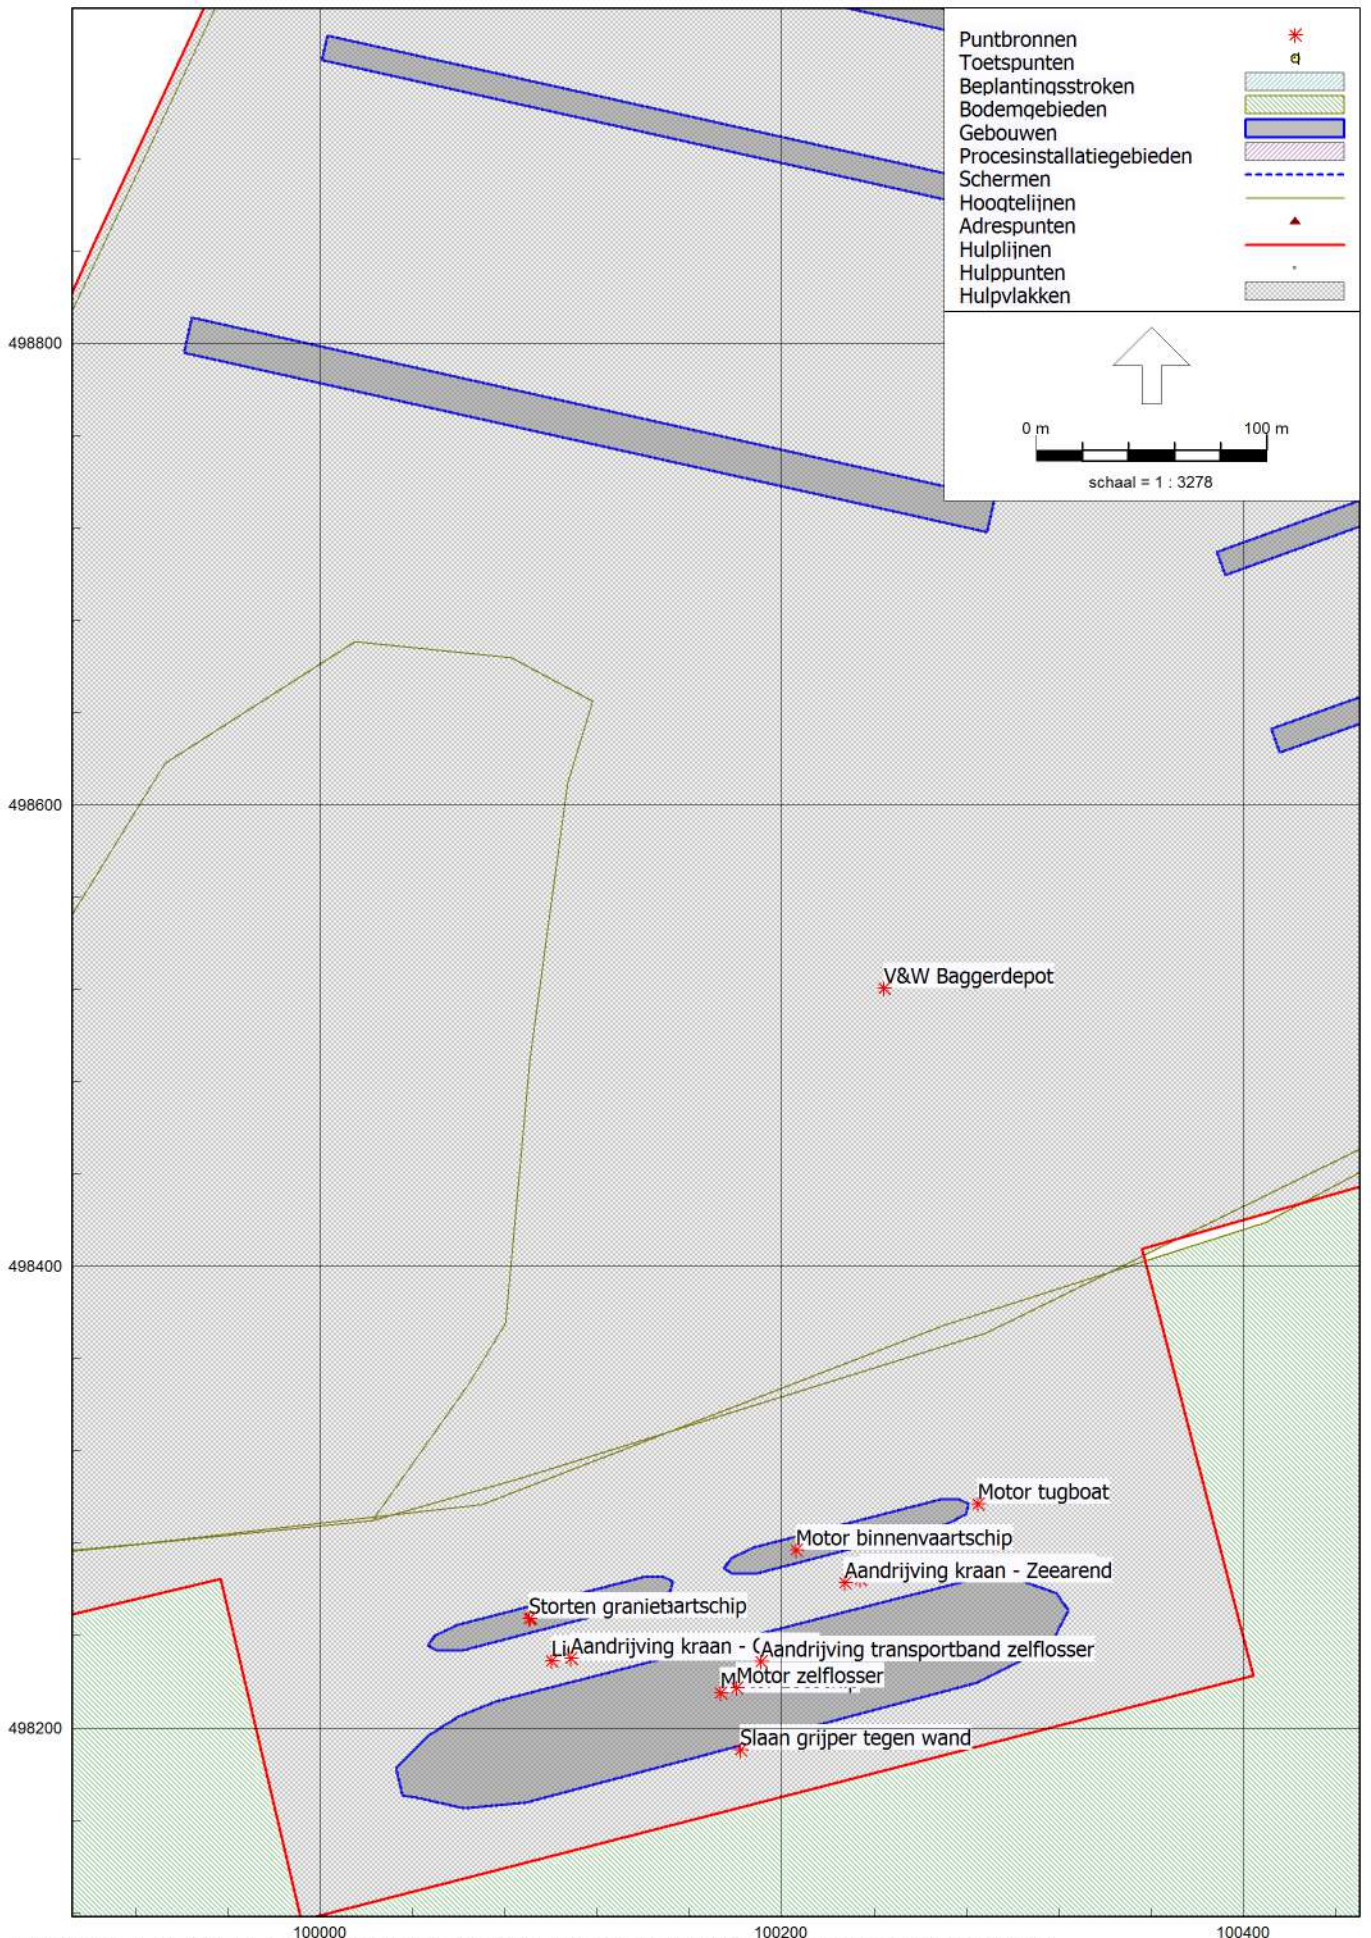 Puntbronnen
Toetspunten
Beplantingsstroken
Bodemgebieden
Gebouwen
Procesinstallatiegebieden
Schermen
Hoogtelijnen
Adrespunten
Hulplijnen
Hulppunten
Hulpvlakken
0 m 100 m
schaal = 1 : 3278
498800
498600
V&W Baggerdepot
498400
Motor tugboat
Motor binnenvaartschip
Aandrijving kraan - Zeearend
Storten granietaartschip
Aandrijving kraan -
Aandrijving transportband zelflosser
Motor zelflosser
498200
Slaan grijper tegen wand
100000 100200 100400